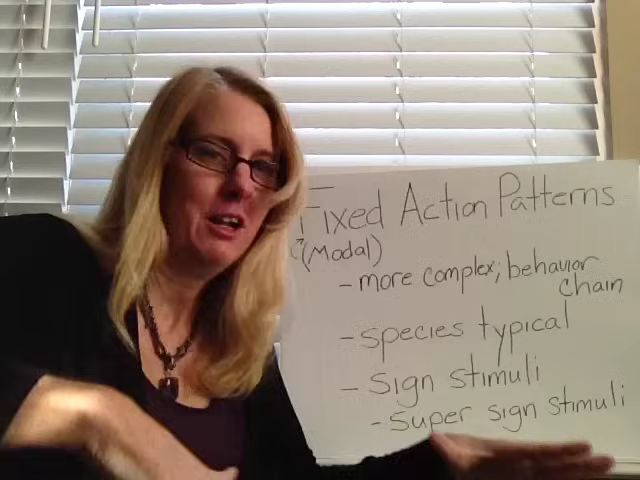 Fixed Action Patterns
(Modal)
- more complex; behavior
chain
- species typical
- sign stimuli
- super sign stimuli